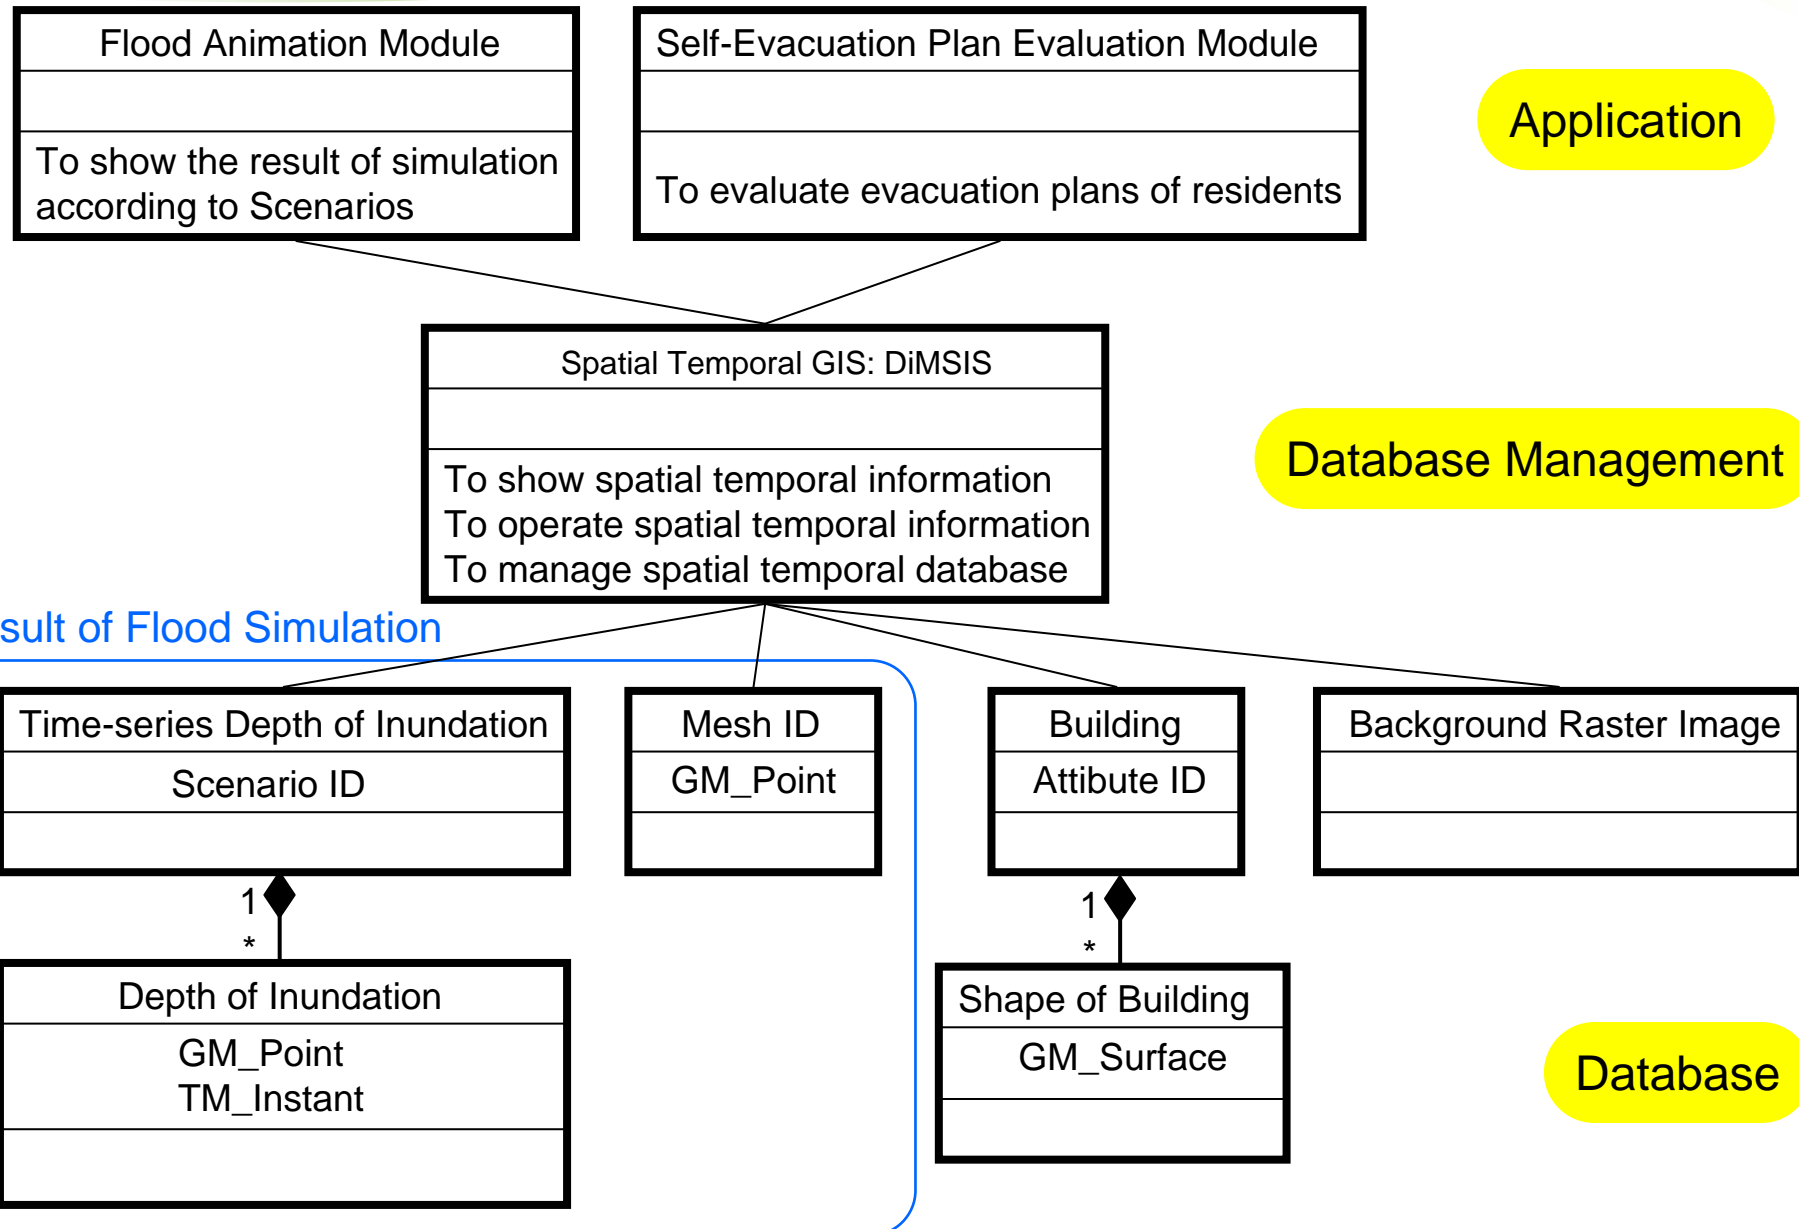 Flood Animation Module
To show the result of simulation
according to Scenarios
Self-Evacuation Plan Evaluation Module
To evaluate evacuation plans of residents
Application
Spatial Temporal GIS: DiMSIS
To show spatial temporal information
To operate spatial temporal information
To manage spatial temporal database
Database Management
sult of Flood Simulation
Time-series Depth of Inundation
Scenario ID
Mesh ID
GM_Point
Building
Attibute ID
Background Raster Image
1
*
1
*
Depth of Inundation
GM_Point
TM_Instant
Shape of Building
GM_Surface
Database